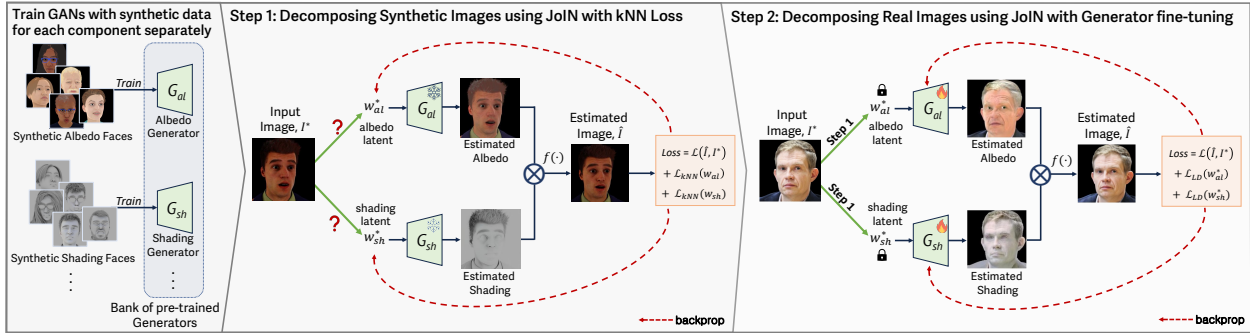 Train GANs with synthetic data
for each component separately
Train
G_al
Albedo
Generator
Synthetic Albedo Faces
Train
G_sh
Shading
Generator
Synthetic Shading Faces
Bank of pre-trained
Generators
Step 1: Decomposing Synthetic Images using JoIN with kNN Loss
Input
Image, I*
?
?
w*_al
albedo
latent
G_al
Estimated
Albedo
shading
latent
w*_sh
G_sh
Estimated
Shading
f(·)
Estimated
Image, Î
Loss = ℒ(Î, I*)
+ ℒ_kNN(w_al)
+ ℒ_kNN(w_sh)
backprop
Step 2: Decomposing Real Images using JoIN with Generator fine-tuning
Input
Image, I*
Step 1
Step 1
w*_al
albedo
latent
G_al
Estimated
Albedo
shading
latent
w*_sh
G_sh
Estimated
Shading
f(·)
Estimated
Image, Î
Loss = ℒ(Î, I*)
+ ℒ_LD(w*_al)
+ ℒ_LD(w*_sh)
backprop